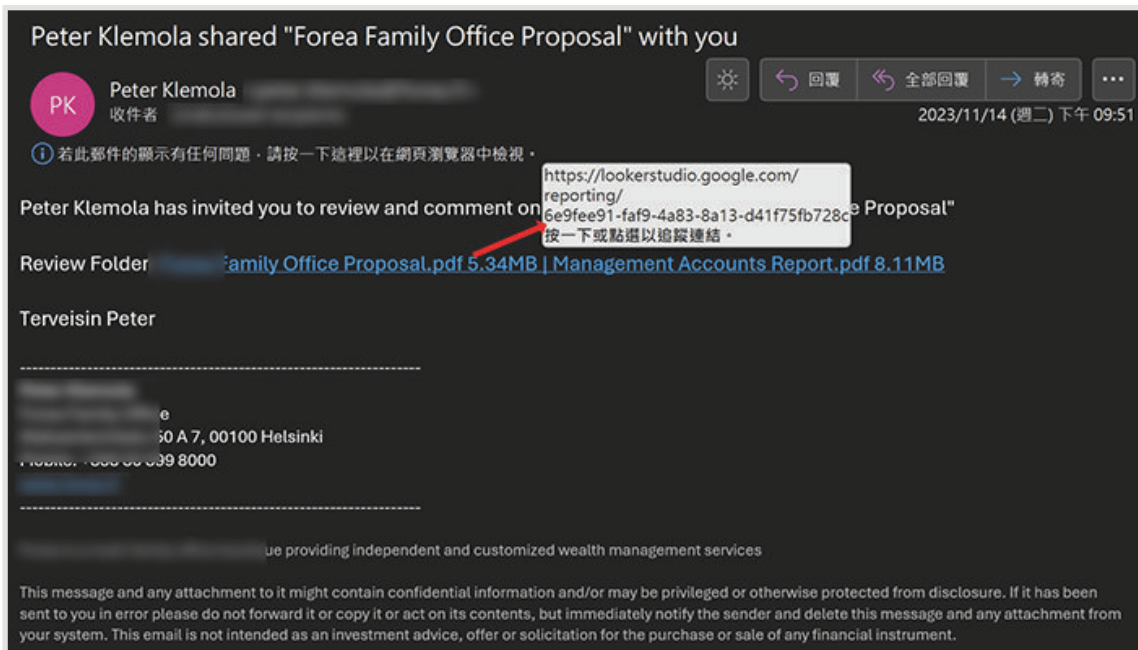 Peter Klemola shared "Forea Family Office Proposal" with you
PK
Peter Klemola
回覆
全部回覆
轉寄
收件者
2023/11/14 (週二) 下午 09:51
若此郵件的顯示有任何問題,請按一下這裡以在網頁瀏覽器中檢視。
https://lookerstudio.google.com/
reporting/
6e9fee91-faf9-4a83-8a13-d41f75fb728c
按一下或點選以追蹤連結。
Peter Klemola has invited you to review and comment on e Proposal"
Review Folder amily Office Proposal.pdf 5.34MB | Management Accounts Report.pdf 8.11MB
Terveisin Peter
e
50 A 7, 00100 Helsinki
99 8000
ue providing independent and customized wealth management services
This message and any attachment to it might contain confidential information and/or may be privileged or otherwise protected from disclosure. If it has been
sent to you in error please do not forward it or copy it or act on its contents, but immediately notify the sender and delete this message and any attachment from
your system. This email is not intended as an investment advice, offer or solicitation for the purchase or sale of any financial instrument.